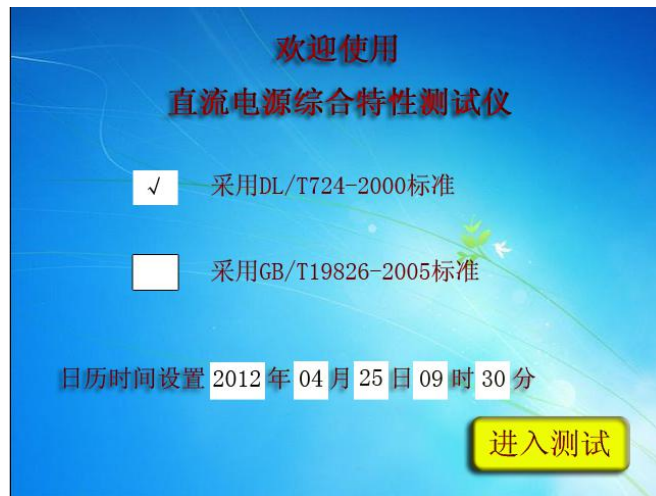 欢迎使用
直流电源综合特性测试仪
√ 采用DL/T724-2000标准
采用GB/T19826-2005标准
日历时间设置 2012 年 04 月 25 日 09 时 30 分
进入测试